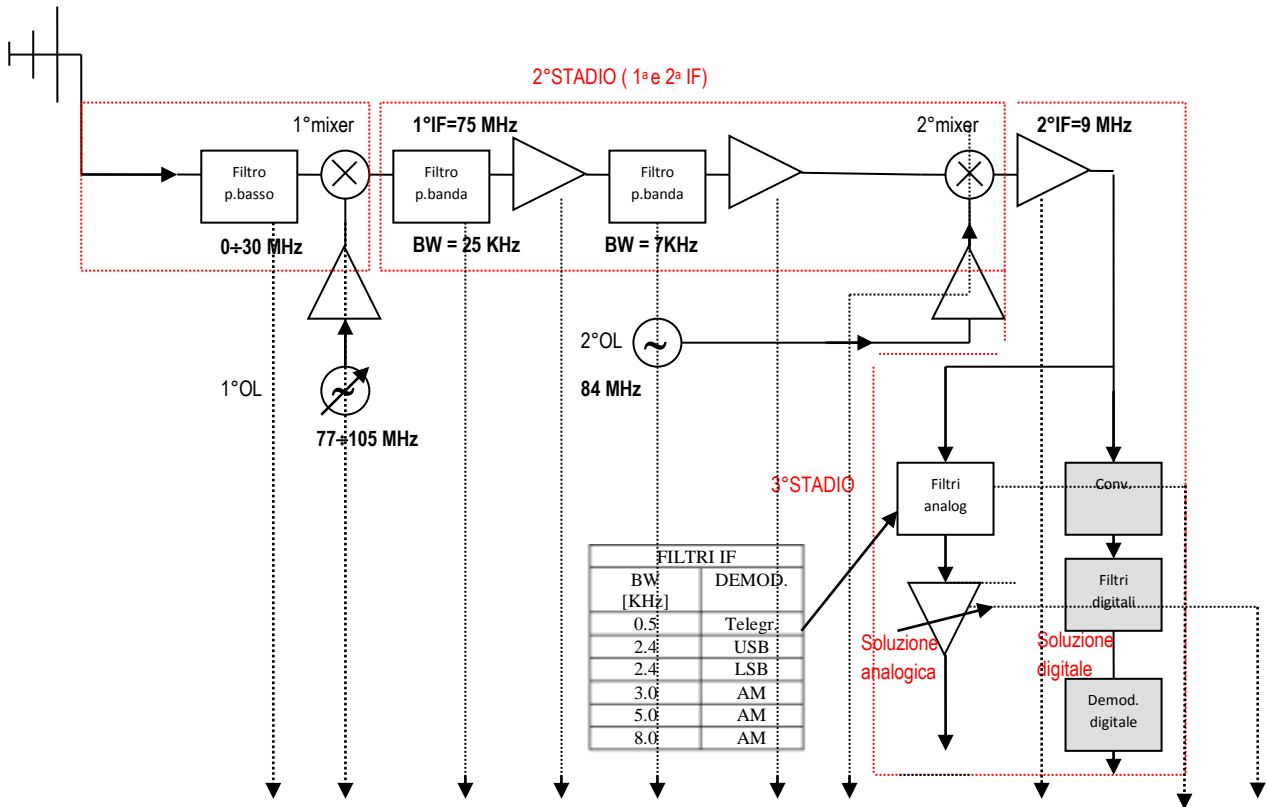 2°STADIO ( 1ª e 2ª IF)
1°mixer
1°IF=75 MHz
2°mixer
2°IF=9 MHz
Filtro
p.basso
Filtro
p.banda
Filtro
p.banda
0÷30 MHz
BW = 25 KHz
BW = 7KHz
2°OL
~
84 MHz
1°OL
~
77÷105 MHz
3°STADIO
Filtri
analog
Conv.
FILTRI IF
BW
[KHz]
DEMOD.
0.5
Telegr.
2.4
USB
2.4
LSB
3.0
AM
5.0
AM
8.0
AM
Filtri
digitali
Soluzione
analogica
Soluzione
digitale
Demod.
digitale